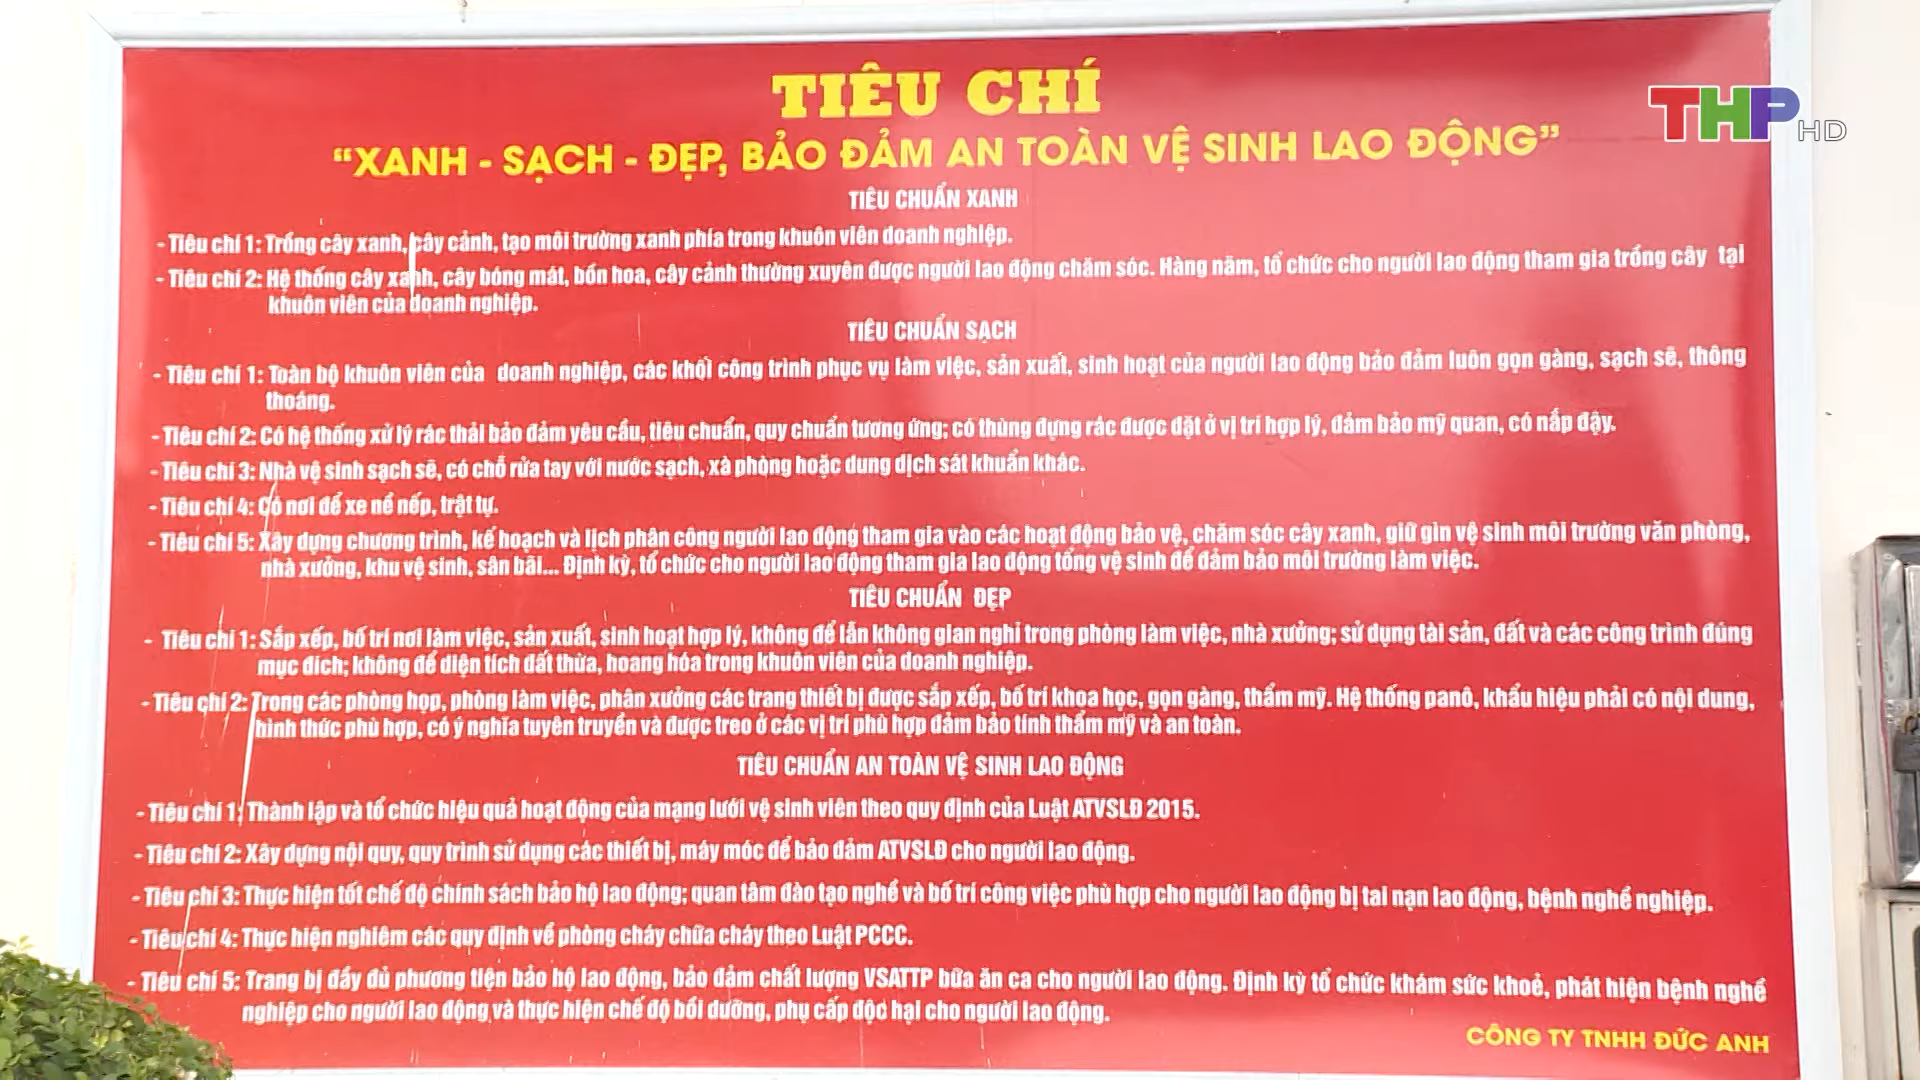 TIÊU CHÍ
THP HD
“XANH - SẠCH - ĐẸP, BẢO ĐẢM AN TOÀN VỆ SINH LAO ĐỘNG”
TIÊU CHUẨN XANH
- Tiêu chí 1: Trồng cây xanh, cây cảnh, tạo môi trường xanh phía trong khuôn viên doanh nghiệp.
- Tiêu chí 2: Hệ thống cây xanh, cây bóng mát, bồn hoa, cây cảnh thường xuyên được người lao động chăm sóc. Hàng năm, tổ chức cho người lao động tham gia trồng cây tại
khuôn viên của doanh nghiệp.
TIÊU CHUẨN SẠCH
- Tiêu chí 1: Toàn bộ khuôn viên của doanh nghiệp, các khối công trình phục vụ làm việc, sản xuất, sinh hoạt của người lao động bảo đảm luôn gọn gàng, sạch sẽ, thông
thoáng.
- Tiêu chí 2: Có hệ thống xử lý rác thải bảo đảm yêu cầu, tiêu chuẩn, quy chuẩn tương ứng; có thùng đựng rác được đặt ở vị trí hợp lý, đảm bảo mỹ quan, có nắp đậy.
- Tiêu chí 3: Nhà vệ sinh sạch sẽ, có chỗ rửa tay với nước sạch, xà phòng hoặc dung dịch sát khuẩn khác.
- Tiêu chí 4: Có nơi để xe nề nếp, trật tự.
- Tiêu chí 5: Xây dựng chương trình, kế hoạch và lịch phân công người lao động tham gia vào các hoạt động bảo vệ, chăm sóc cây xanh, giữ gìn vệ sinh môi trường văn phòng,
nhà xưởng, khu vệ sinh, sân bãi... Định kỳ, tổ chức cho người lao động tham gia lao động tổng vệ sinh để đảm bảo môi trường làm việc.
TIÊU CHUẨN ĐẸP
- Tiêu chí 1: Sắp xếp, bố trí nơi làm việc, sản xuất, sinh hoạt hợp lý, không để lẫn không gian nghỉ trong phòng làm việc, nhà xưởng; sử dụng tài sản, đất và các công trình đúng
mục đích; không để diện tích đất thừa, hoang hóa trong khuôn viên của doanh nghiệp.
- Tiêu chí 2: Trong các phòng họp, phòng làm việc, phân xưởng các trang thiết bị được sắp xếp, bố trí khoa học, gọn gàng, thẩm mỹ. Hệ thống panô, khẩu hiệu phải có nội dung,
hình thức phù hợp, có ý nghĩa tuyên truyền và được treo ở các vị trí phù hợp đảm bảo tính thẩm mỹ và an toàn.
TIÊU CHUẨN AN TOÀN VỆ SINH LAO ĐỘNG
- Tiêu chí 1: Thành lập và tổ chức hiệu quả hoạt động của mạng lưới vệ sinh viên theo quy định của Luật ATVSLĐ 2015.
- Tiêu chí 2: Xây dựng nội quy, quy trình sử dụng các thiết bị, máy móc để bảo đảm ATVSLĐ cho người lao động.
- Tiêu chí 3: Thực hiện tốt chế độ chính sách bảo hộ lao động; quan tâm đào tạo nghề và bố trí công việc phù hợp cho người lao động bị tai nạn lao động, bệnh nghề nghiệp.
- Tiêu chí 4: Thực hiện nghiêm các quy định về phòng cháy chữa cháy theo Luật PCCC.
- Tiêu chí 5: Trang bị đầy đủ phương tiện bảo hộ lao động, bảo đảm chất lượng VSATTP bữa ăn ca cho người lao động. Định kỳ tổ chức khám sức khoẻ, phát hiện bệnh nghề
nghiệp cho người lao động và thực hiện chế độ bồi dưỡng, phụ cấp độc hại cho người lao động.
CÔNG TY TNHH ĐỨC ANH